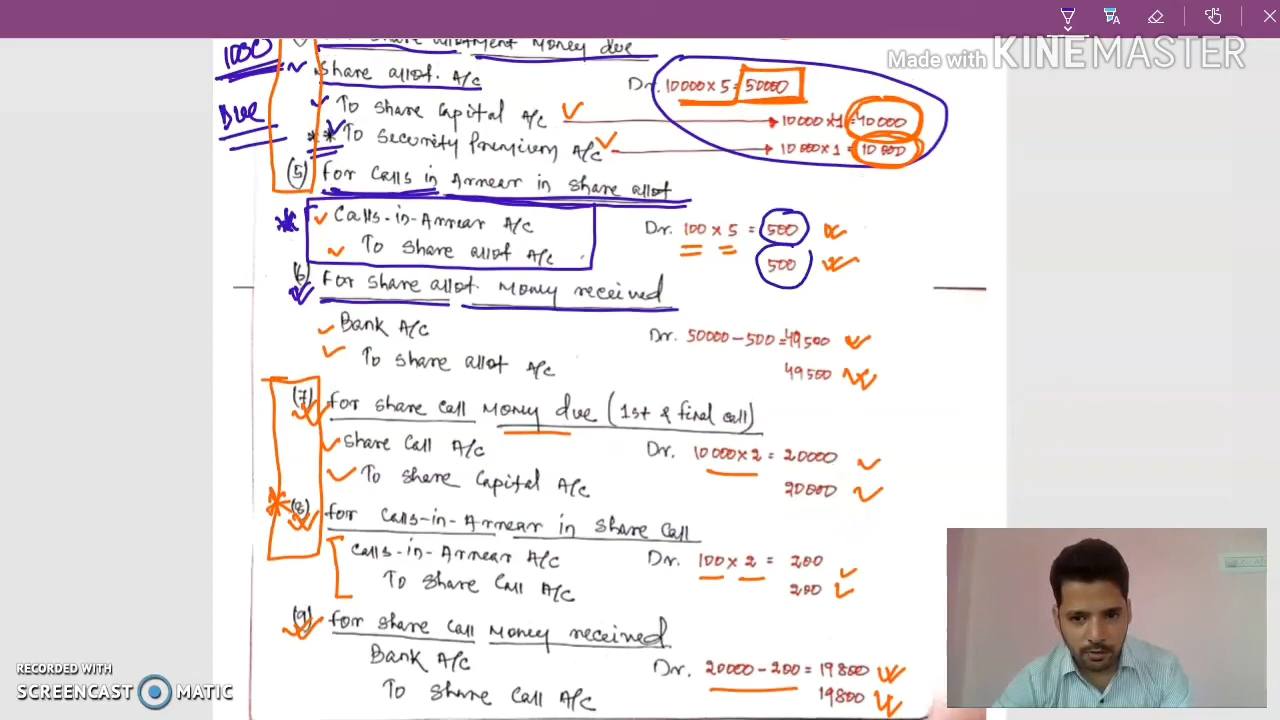 Made with KINEMASTER
1000
share allotment Money due
Share allot. A/c Dr. 10000 x 5 = 50000
Due
To share Capital A/c 10000 x 1 = 40000
** To Security Premium A/c 10000 x 1 = 10000
(5) for Calls in Arrear in share allot
* Calls-in-Arrear A/c Dr. 100 x 5 = 500
To share allot A/c 500
(6) for share allot Money received
Bank A/c Dr. 50000 - 500 = 49500
To share allot A/c 49500
(7) for share call Money due (1st & final call)
Share Call A/c Dr. 10000 x 2 = 20000
To share Capital A/c 20000
* (8) for Calls-in-Arrear in share Call
Calls-in-Arrear A/c Dr. 100 x 2 = 200
To share Call A/c 200
(9) for share call Money received
Bank A/c Dr. 20000 - 200 = 19800
To share Call A/c 19800
RECORDED WITH
SCREENCAST MATIC